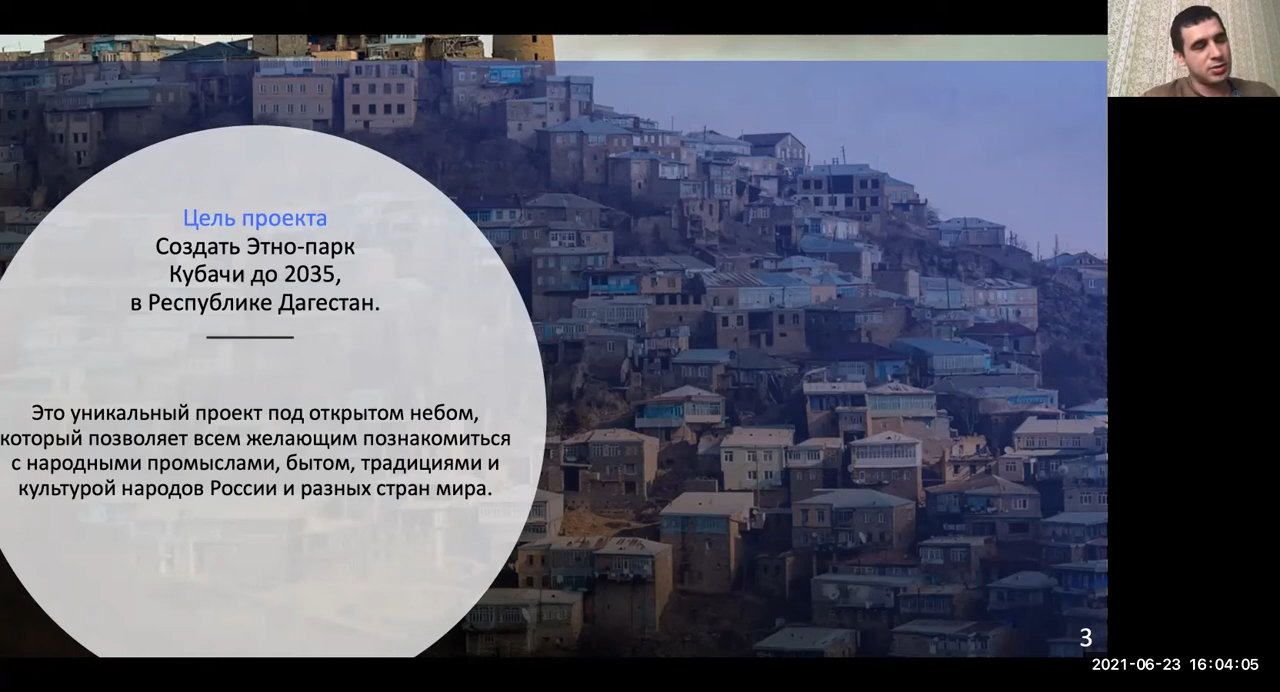 Цель проекта
Создать Этно-парк
Кубачи до 2035,
в Республике Дагестан.
Это уникальный проект под открытом небом,
который позволяет всем желающим познакомиться
с народными промыслами, бытом, традициями и
культурой народов России и разных стран мира.
3
2021-06-23 16:04:05